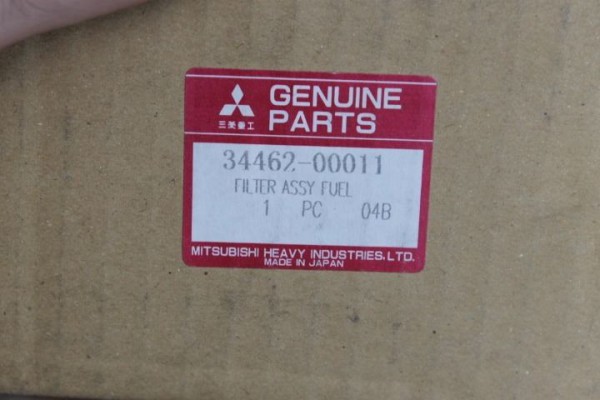 GENUINE
PARTS
三菱重工
34462-00011
FILTER ASSY FUEL
1 PC 04B
MITSUBISHI HEAVY INDUSTRIES, LTD.
MADE IN JAPAN